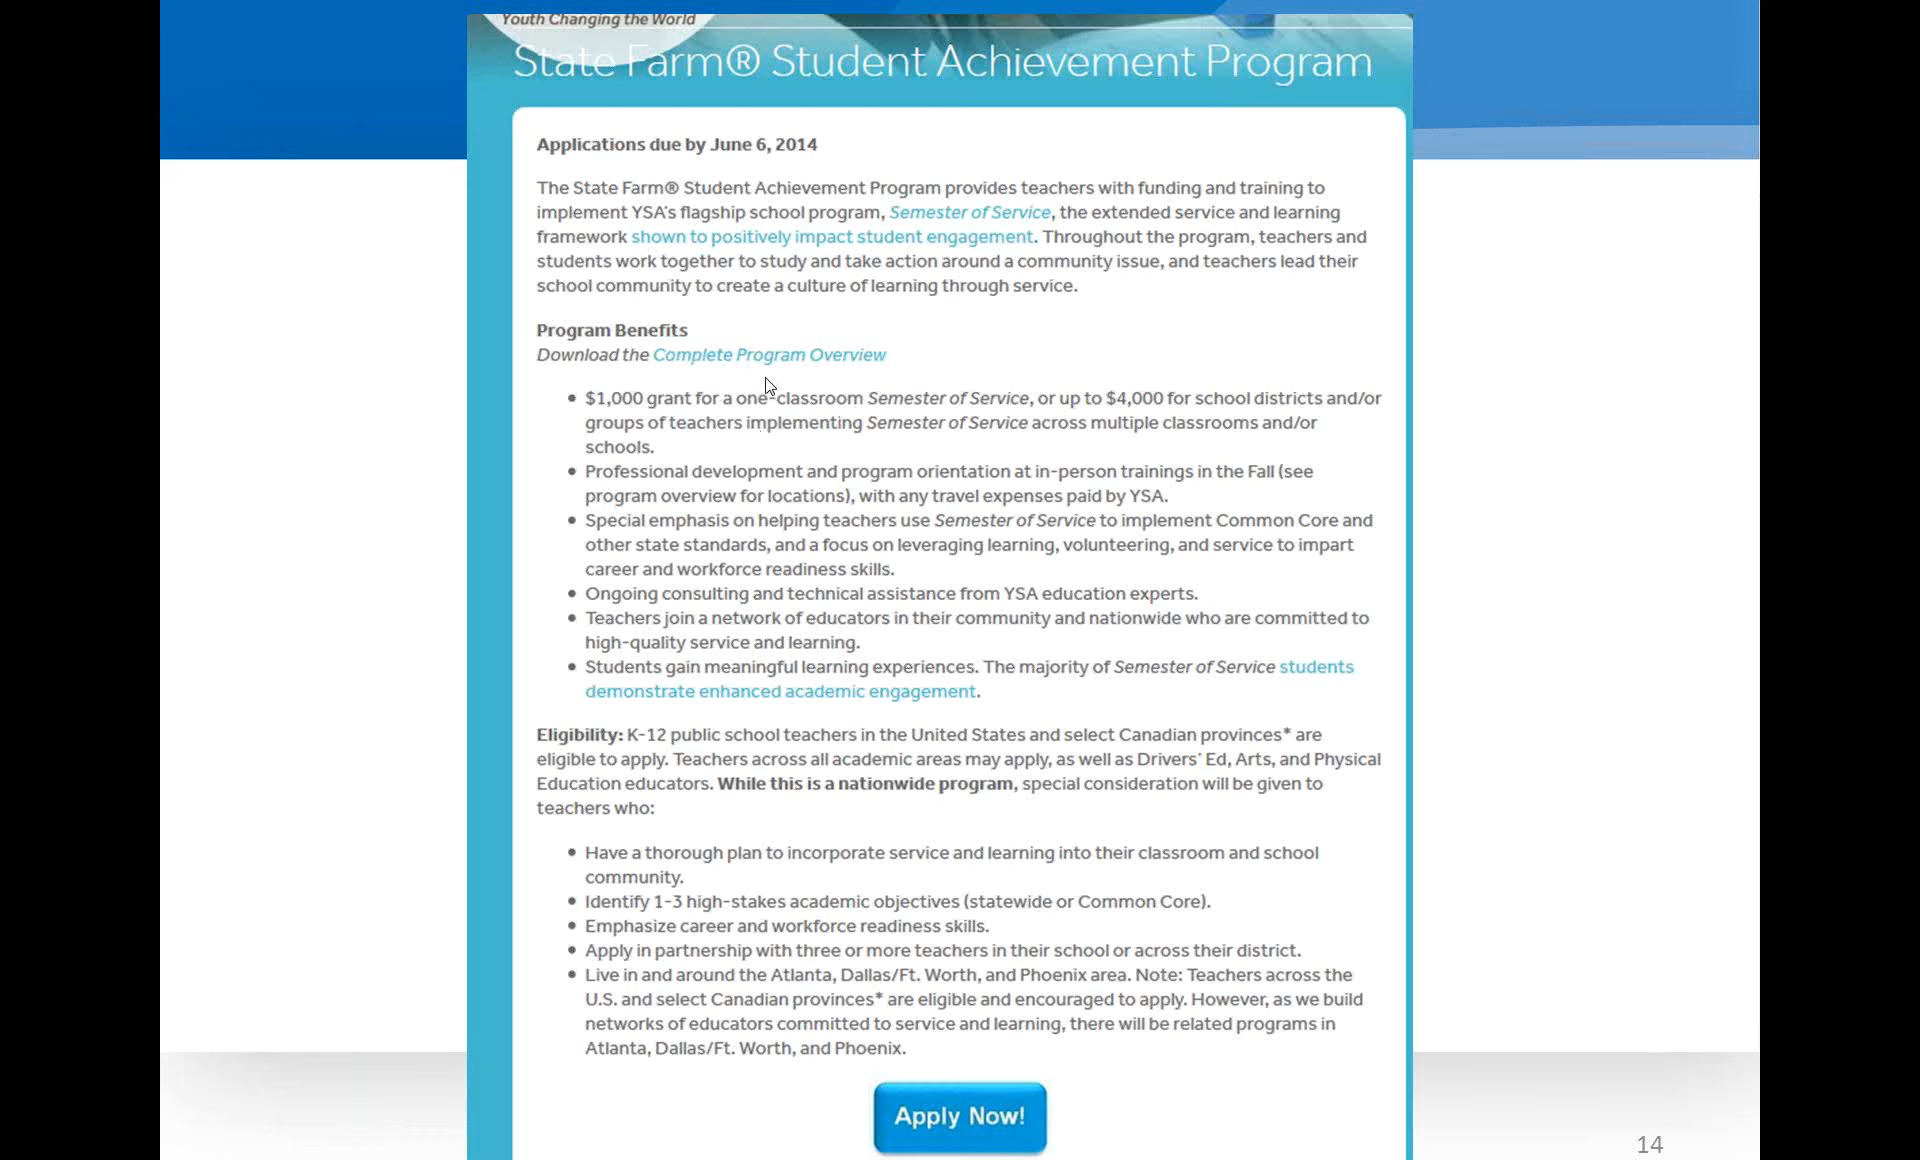 Youth Changing the World
State Farm® Student Achievement Program
Applications due by June 6, 2014
The State Farm® Student Achievement Program provides teachers with funding and training to
implement YSA's flagship school program, Semester of Service, the extended service and learning
framework shown to positively impact student engagement. Throughout the program, teachers and
students work together to study and take action around a community issue, and teachers lead their
school community to create a culture of learning through service.
Program Benefits
Download the Complete Program Overview
• $1,000 grant for a one-classroom Semester of Service, or up to $4,000 for school districts and/or
groups of teachers implementing Semester of Service across multiple classrooms and/or
schools.
• Professional development and program orientation at in-person trainings in the Fall (see
program overview for locations), with any travel expenses paid by YSA.
• Special emphasis on helping teachers use Semester of Service to implement Common Core and
other state standards, and a focus on leveraging learning, volunteering, and service to impart
career and workforce readiness skills.
• Ongoing consulting and technical assistance from YSA education experts.
• Teachers join a network of educators in their community and nationwide who are committed to
high-quality service and learning.
• Students gain meaningful learning experiences. The majority of Semester of Service students
demonstrate enhanced academic engagement.
Eligibility: K-12 public school teachers in the United States and select Canadian provinces* are
eligible to apply. Teachers across all academic areas may apply, as well as Drivers' Ed, Arts, and Physical
Education educators. While this is a nationwide program, special consideration will be given to
teachers who:
• Have a thorough plan to incorporate service and learning into their classroom and school
community.
• Identify 1-3 high-stakes academic objectives (statewide or Common Core).
• Emphasize career and workforce readiness skills.
• Apply in partnership with three or more teachers in their school or across their district.
• Live in and around the Atlanta, Dallas/Ft. Worth, and Phoenix area. Note: Teachers across the
U.S. and select Canadian provinces* are eligible and encouraged to apply. However, as we build
networks of educators committed to service and learning, there will be related programs in
Atlanta, Dallas/Ft. Worth, and Phoenix.
Apply Now!
14